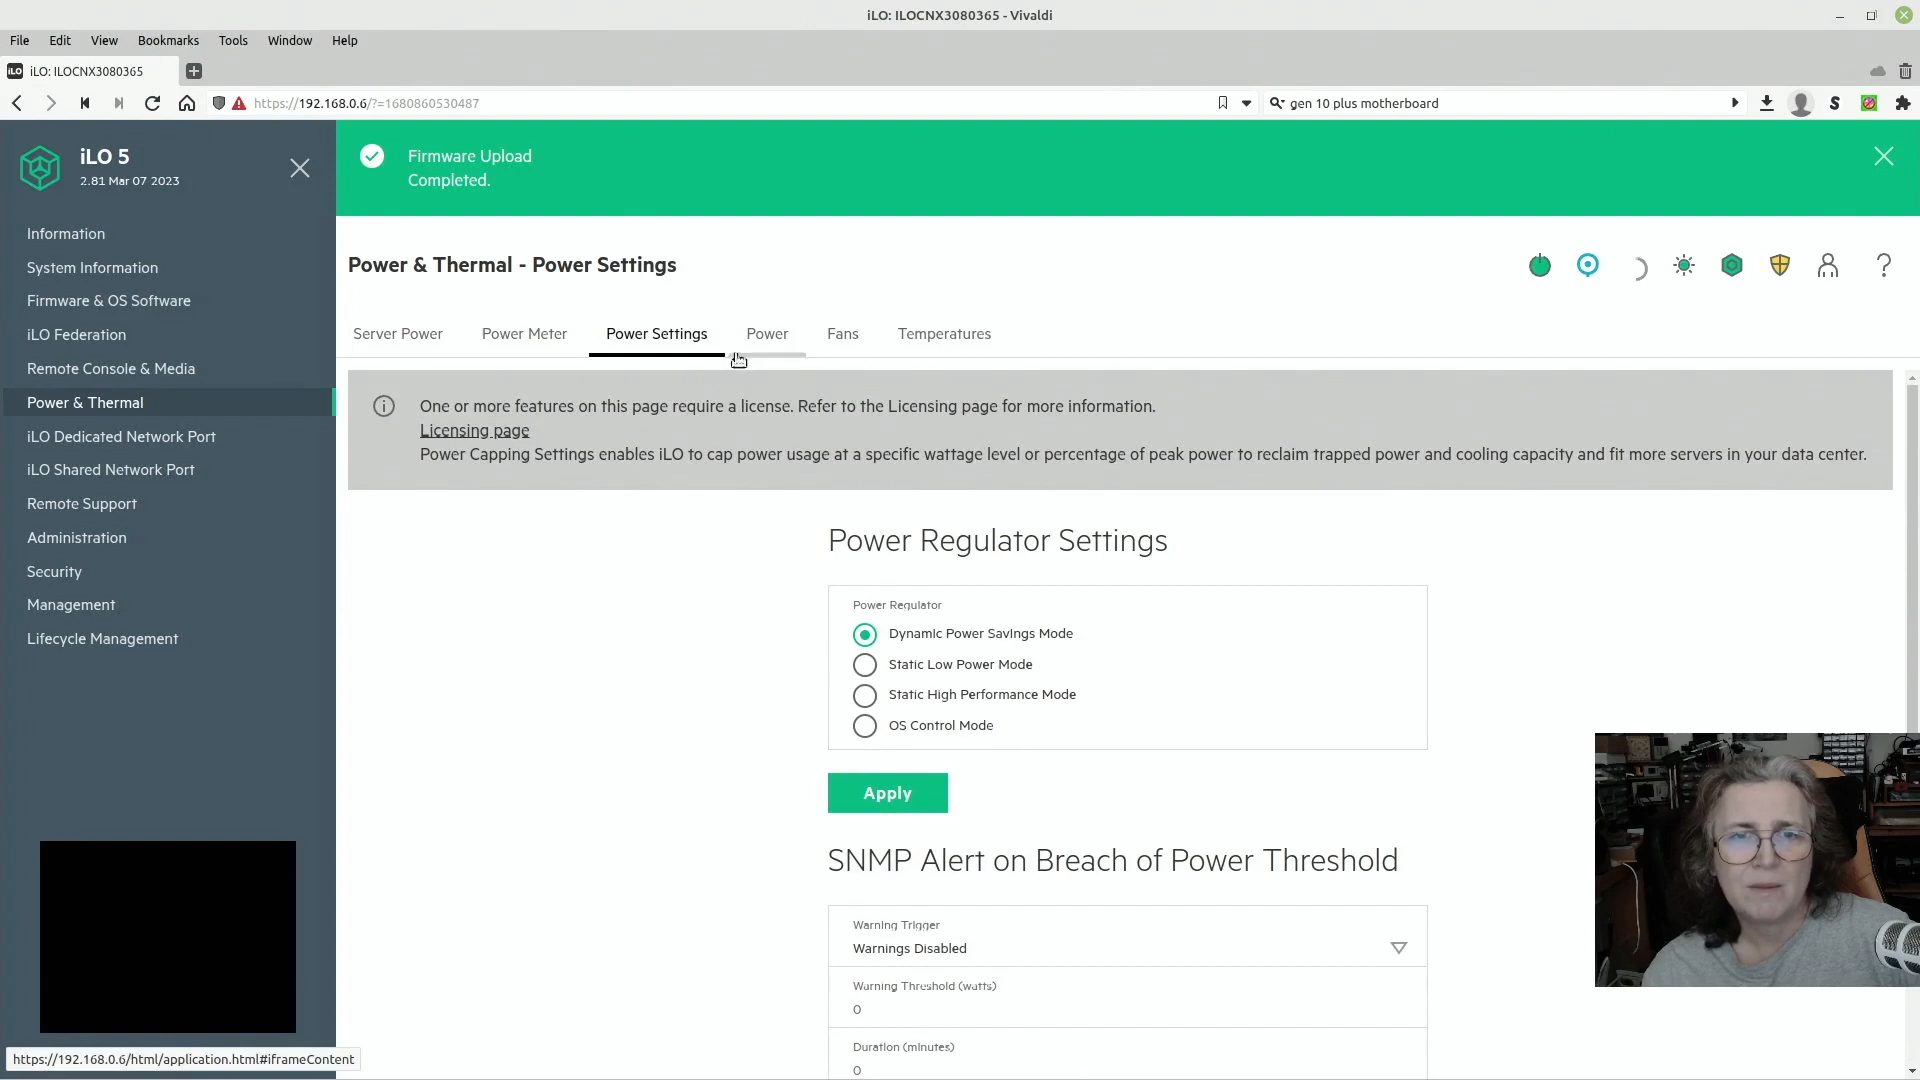 iLO: ILOCNX3080365 - Vivaldi
File Edit View Bookmarks Tools Window Help
iLO iLO: ILOCNX3080365
https://192.168.0.6/?=1680860530487
gen 10 plus motherboard
S
iLO 5
2.81 Mar 07 2023
Firmware Upload
Completed.
Information
System Information
Firmware & OS Software
iLO Federation
Remote Console & Media
Power & Thermal
iLO Dedicated Network Port
iLO Shared Network Port
Remote Support
Administration
Security
Management
Lifecycle Management
Power & Thermal - Power Settings
?
Server Power Power Meter Power Settings Power Fans Temperatures
One or more features on this page require a license. Refer to the Licensing page for more information.
Licensing page
Power Capping Settings enables iLO to cap power usage at a specific wattage level or percentage of peak power to reclaim trapped power and cooling capacity and fit more servers in your data center.
Power Regulator Settings
Power Regulator
Dynamic Power Savings Mode
Static Low Power Mode
Static High Performance Mode
OS Control Mode
Apply
SNMP Alert on Breach of Power Threshold
Warning Trigger
Warnings Disabled
Warning Threshold (watts)
0
Duration (minutes)
0
https://192.168.0.6/html/application.html#iframeContent